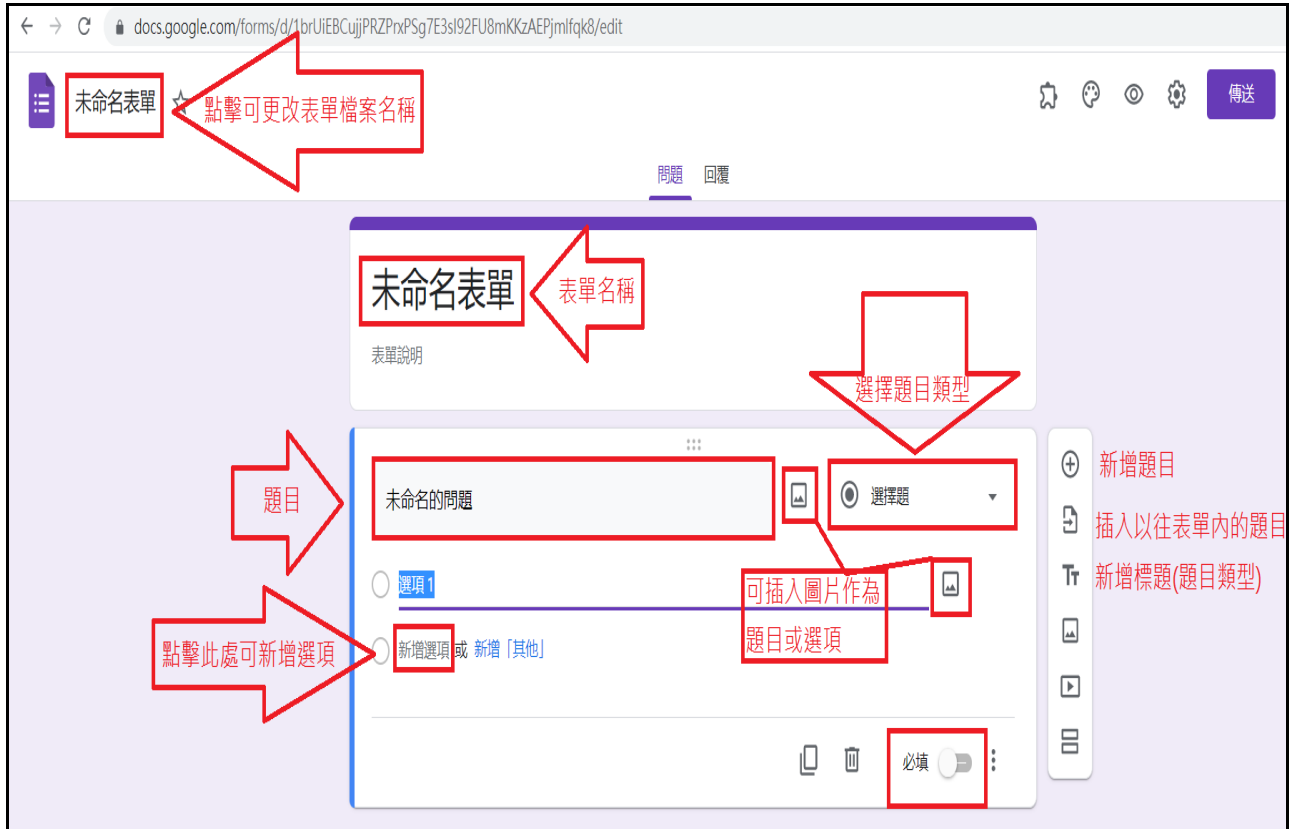 docs.google.com/forms/d/1brUiEBCujjPRZPrxPSg7E3sI92FU8mKKzAEPjmIfqk8/edit
未命名表單
點擊可更改表單檔案名稱
傳送
問題 回覆
未命名表單
表單名稱
表單說明
選擇題目類型
題目
未命名的問題
選擇題
新增題目
插入以往表單內的題目
新增標題(題目類型)
選項 1
可插入圖片作為
題目或選項
點擊此處可新增選項
新增選項 或 新增「其他」
必填
Tт